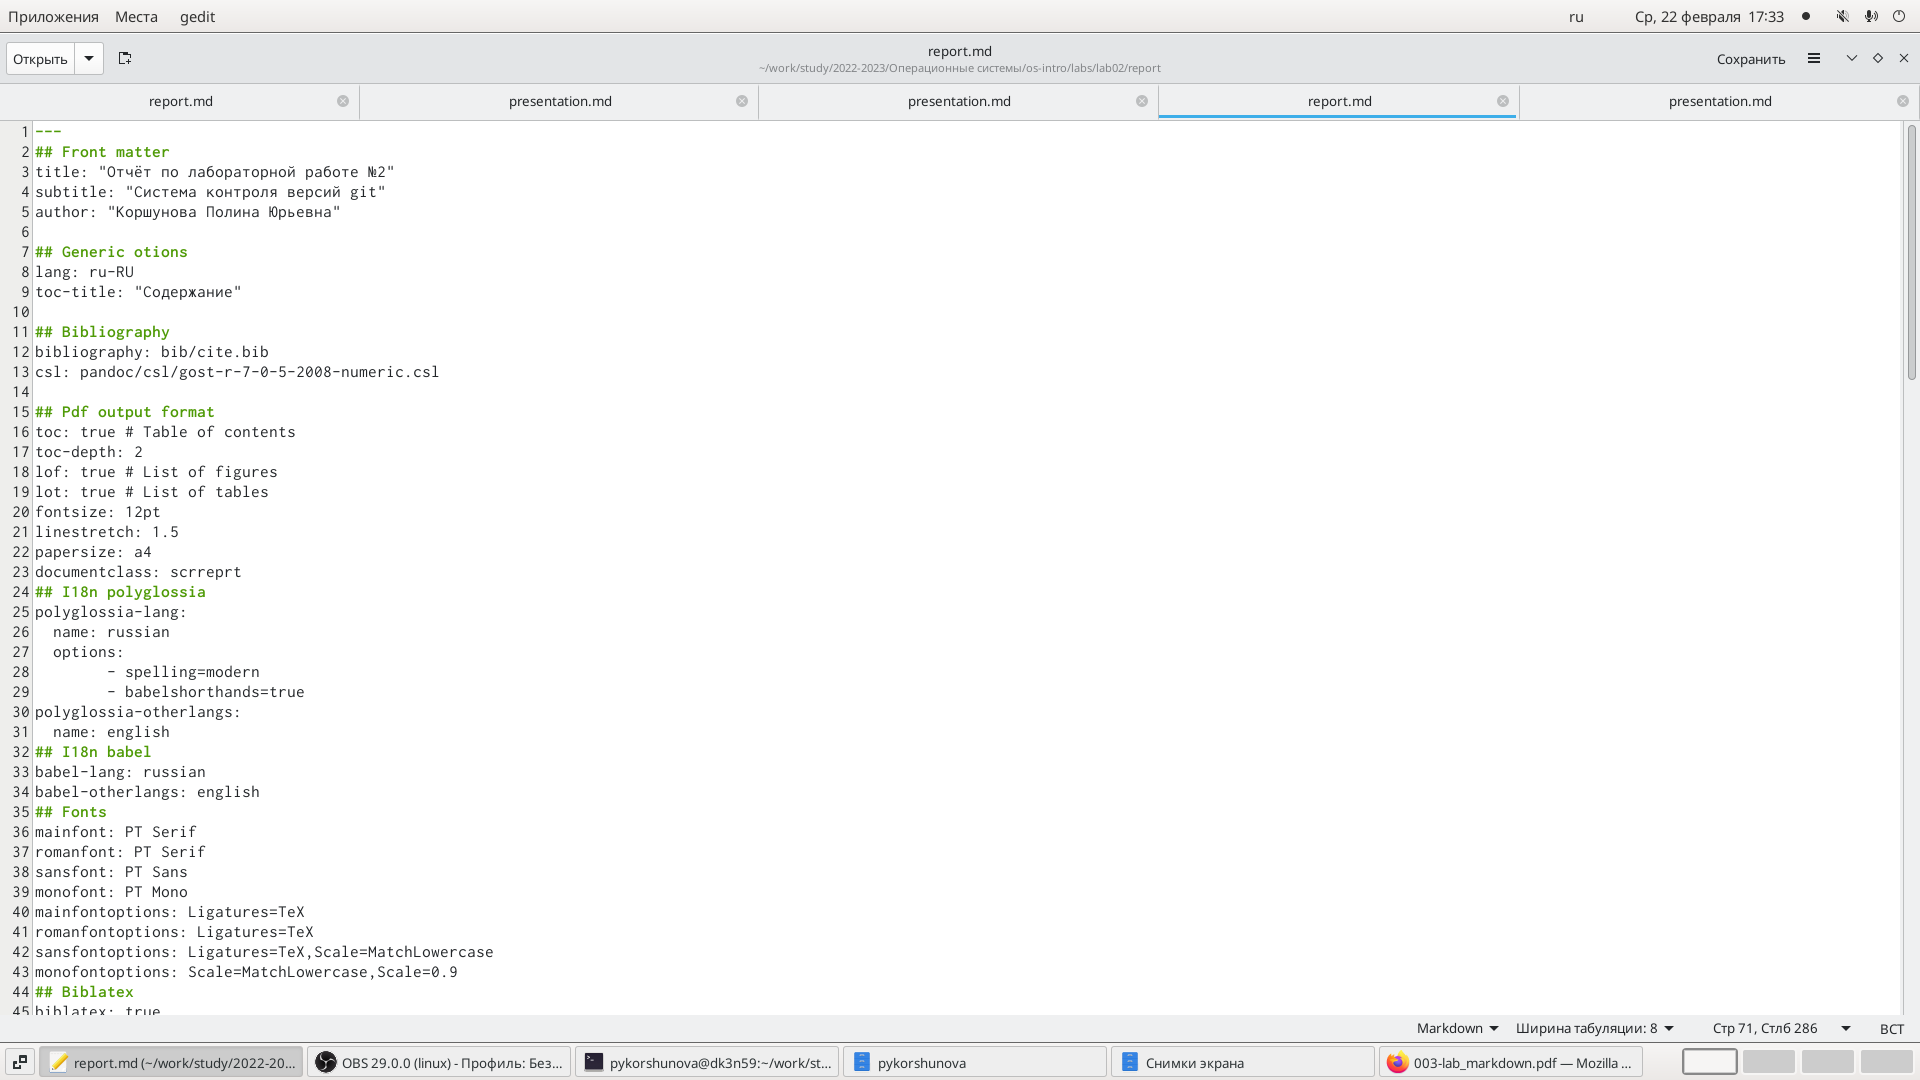 Приложения Места gedit ru Ср, 22 февраля 17:33
Открыть report.md Сохранить
~/work/study/2022-2023/Операционные системы/os-intro/labs/lab02/report
report.md presentation.md presentation.md report.md presentation.md
1 ---
2 ## Front matter
3 title: "Отчёт по лабораторной работе №2"
4 subtitle: "Система контроля версий git"
5 author: "Коршунова Полина Юрьевна"
6
7 ## Generic otions
8 lang: ru-RU
9 toc-title: "Содержание"
10
11 ## Bibliography
12 bibliography: bib/cite.bib
13 csl: pandoc/csl/gost-r-7-0-5-2008-numeric.csl
14
15 ## Pdf output format
16 toc: true # Table of contents
17 toc-depth: 2
18 lof: true # List of figures
19 lot: true # List of tables
20 fontsize: 12pt
21 linestretch: 1.5
22 papersize: a4
23 documentclass: scrreprt
24 ## I18n polyglossia
25 polyglossia-lang:
26   name: russian
27   options:
28         - spelling=modern
29         - babelshorthands=true
30 polyglossia-otherlangs:
31   name: english
32 ## I18n babel
33 babel-lang: russian
34 babel-otherlangs: english
35 ## Fonts
36 mainfont: PT Serif
37 romanfont: PT Serif
38 sansfont: PT Sans
39 monofont: PT Mono
40 mainfontoptions: Ligatures=TeX
41 romanfontoptions: Ligatures=TeX
42 sansfontoptions: Ligatures=TeX,Scale=MatchLowercase
43 monofontoptions: Scale=MatchLowercase,Scale=0.9
44 ## Biblatex
45 biblatex: true
Markdown Ширина табуляции: 8 Стр 71, Стлб 286 ВСТ
report.md (~/work/study/2022-20... OBS 29.0.0 (linux) - Профиль: Без... pykorshunova@dk3n59:~/work/st... pykorshunova Снимки экрана 003-lab_markdown.pdf — Mozilla ...